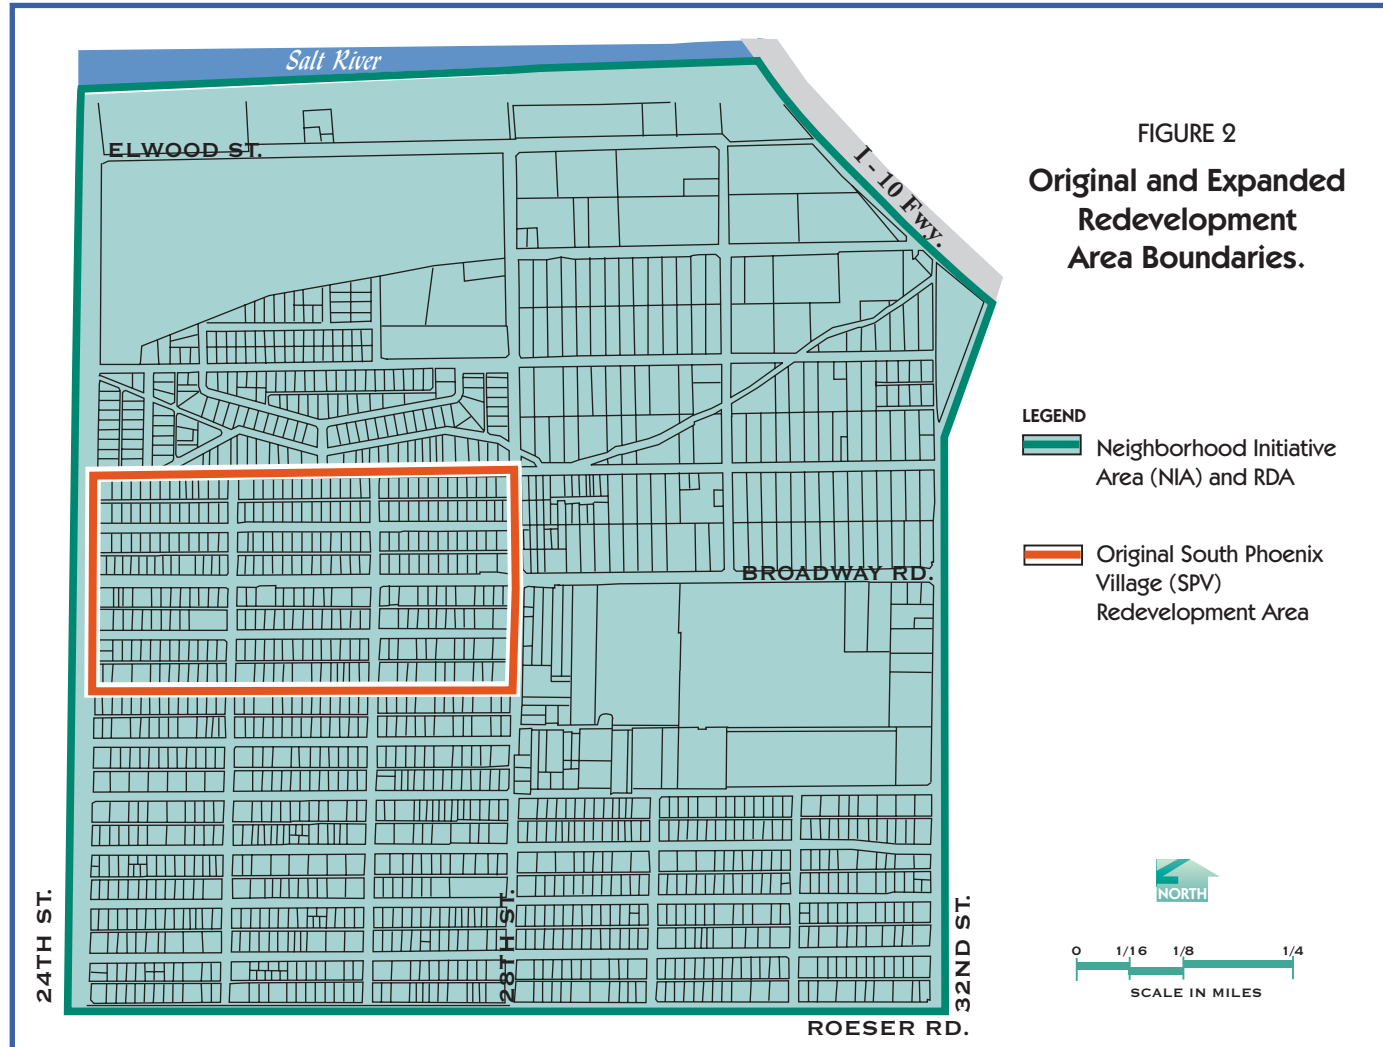 Salt River
ELWOOD ST.
I - 10 Fwy.
FIGURE 2
Original and Expanded
Redevelopment
Area Boundaries.
LEGEND
Neighborhood Initiative
Area (NIA) and RDA
Original South Phoenix
Village (SPV)
Redevelopment Area
BROADWAY RD.
24TH ST.
28TH ST.
32ND ST.
ROESER RD.
NORTH
0 1/16 1/8 1/4
SCALE IN MILES